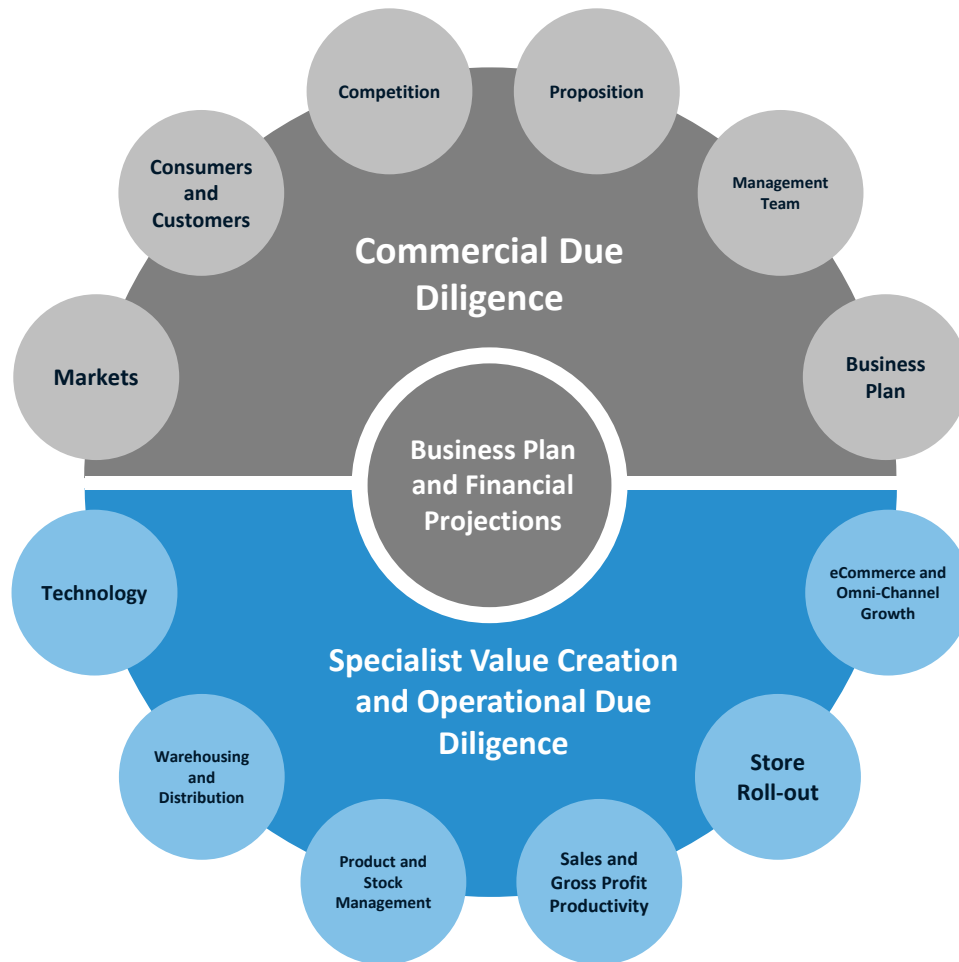 Competition
Proposition
Consumers
and
Customers
Management
Team
Commercial Due
Diligence
Markets
Business
Plan
Business Plan
and Financial
Projections
Technology
eCommerce and
Omni-Channel
Growth
Specialist Value Creation
and Operational Due
Diligence
Warehousing
and
Distribution
Store
Roll-out
Product and
Stock
Management
Sales and
Gross Profit
Productivity